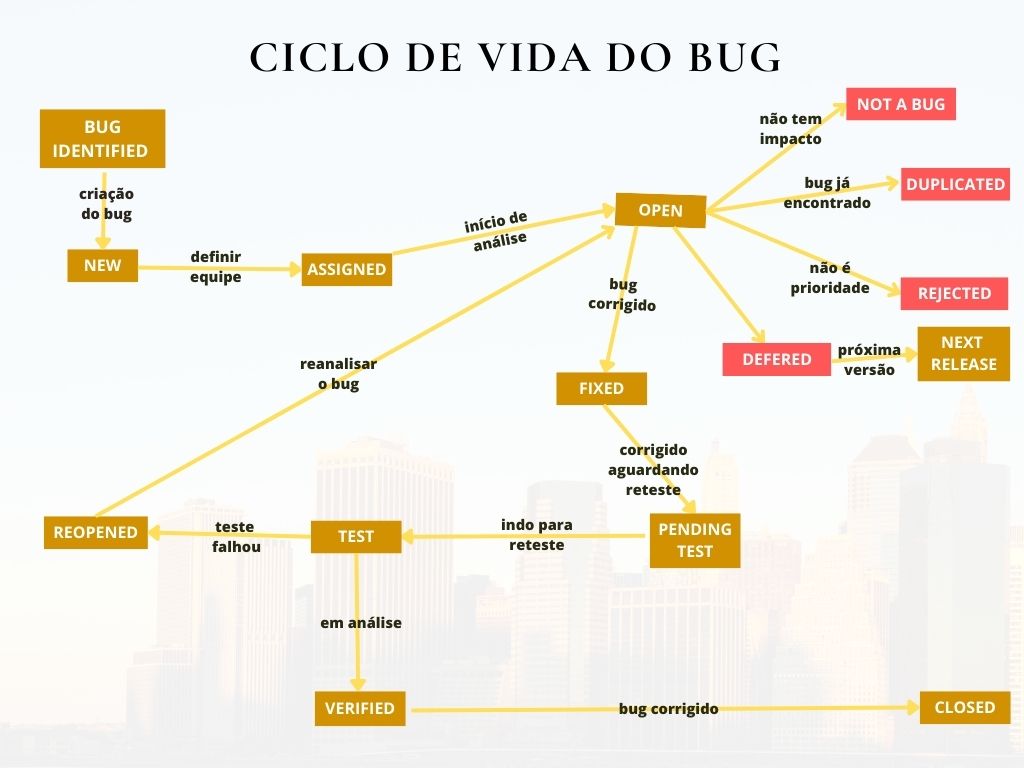 CICLO DE VIDA DO BUG
BUG
IDENTIFIED
criação
do bug
NEW
definir
equipe
ASSIGNED
início de
análise
OPEN
não tem
impacto
NOT A BUG
bug já
encontrado
DUPLICATED
não é
prioridade
REJECTED
bug
corrigido
DEFERED
próxima
versão
NEXT
RELEASE
FIXED
reanalisar
o bug
corrigido
aguardando
reteste
REOPENED
teste
falhou
TEST
indo para
reteste
PENDING
TEST
em análise
VERIFIED
bug corrigido
CLOSED